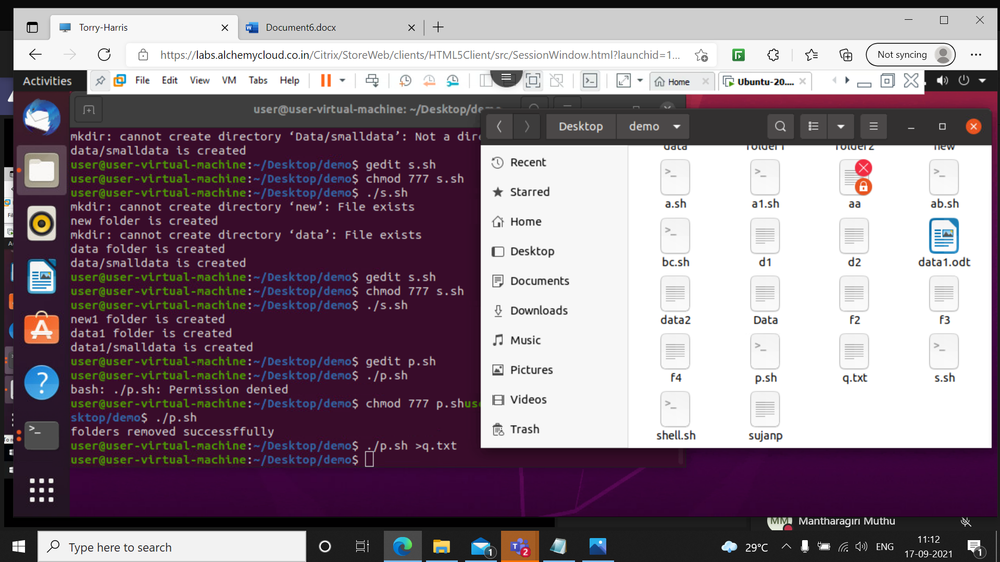 Torry-Harris
Document6.docx
https://labs.alchemycloud.co.in/Citrix/StoreWeb/clients/HTML5Client/src/SessionWindow.html?launchid=1...
Not syncing
Activities
File Edit View VM Tabs Help
Home
Ubuntu-20....
user@user-virtual-machine: ~/Desktop/demo
mkdir: cannot create directory ‘Data/smalldata’: Not a dir
data/smalldata is created
user@user-virtual-machine:~/Desktop/demo$ gedit s.sh
user@user-virtual-machine:~/Desktop/demo$ chmod 777 s.sh
user@user-virtual-machine:~/Desktop/demo$ ./s.sh
mkdir: cannot create directory ‘new’: File exists
new folder is created
mkdir: cannot create directory ‘data’: File exists
data folder is created
data/smalldata is created
user@user-virtual-machine:~/Desktop/demo$ gedit s.sh
user@user-virtual-machine:~/Desktop/demo$ chmod 777 s.sh
user@user-virtual-machine:~/Desktop/demo$ ./s.sh
new1 folder is created
data1 folder is created
data1/smalldata is created
user@user-virtual-machine:~/Desktop/demo$ gedit p.sh
user@user-virtual-machine:~/Desktop/demo$ ./p.sh
bash: ./p.sh: Permission denied
user@user-virtual-machine:~/Desktop/demo$ chmod 777 p.shus
sktop/demo$ ./p.sh
folders removed successffully
user@user-virtual-machine:~/Desktop/demo$ ./p.sh >q.txt
user@user-virtual-machine:~/Desktop/demo$
Desktop demo
Recent
Starred
Home
Desktop
Documents
Downloads
Music
Pictures
Videos
Trash
data folder1 folder2 new
a.sh a1.sh aa ab.sh
bc.sh d1 d2 data1.odt
data2 Data f2 f3
f4 p.sh q.txt s.sh
shell.sh sujanp
MM Mantharagiri Muthu
Type here to search
1
2
29°C
ENG
11:12
17-09-2021
1